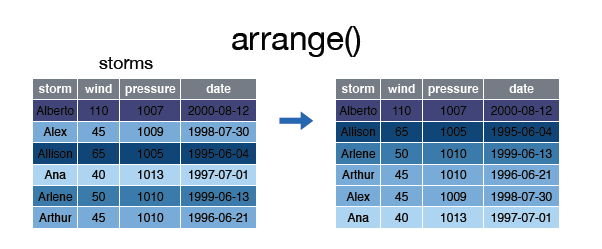 arrange()
storms
storm wind pressure date
Alberto 110 1007 2000-08-12
Alex 45 1009 1998-07-30
Allison 65 1005 1995-06-04
Ana 40 1013 1997-07-01
Arlene 50 1010 1999-06-13
Arthur 45 1010 1996-06-21
storm wind pressure date
Alberto 110 1007 2000-08-12
Allison 65 1005 1995-06-04
Arlene 50 1010 1999-06-13
Arthur 45 1010 1996-06-21
Alex 45 1009 1998-07-30
Ana 40 1013 1997-07-01